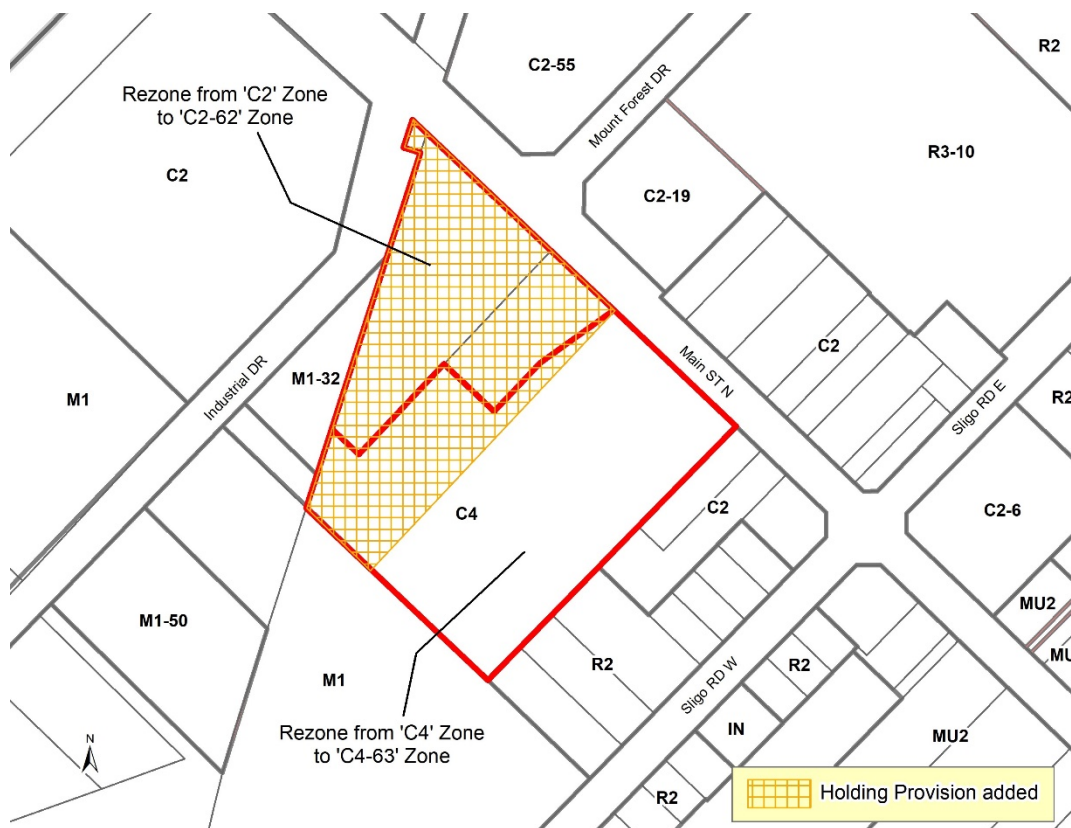 R2
C2-55
Mount Forest DR
Rezone from 'C2' Zone
to 'C2-62' Zone
R3-10
C2
C2-19
Main ST N
C2
M1-32
Industrial DR
M1
Sligo RD E
R2
C4
C2
C2-6
MU2
MU
M1-50
M1
R2
Sligo RD W
R2
IN
MU2
Rezone from 'C4' Zone
to 'C4-63' Zone
N
R2
Holding Provision added